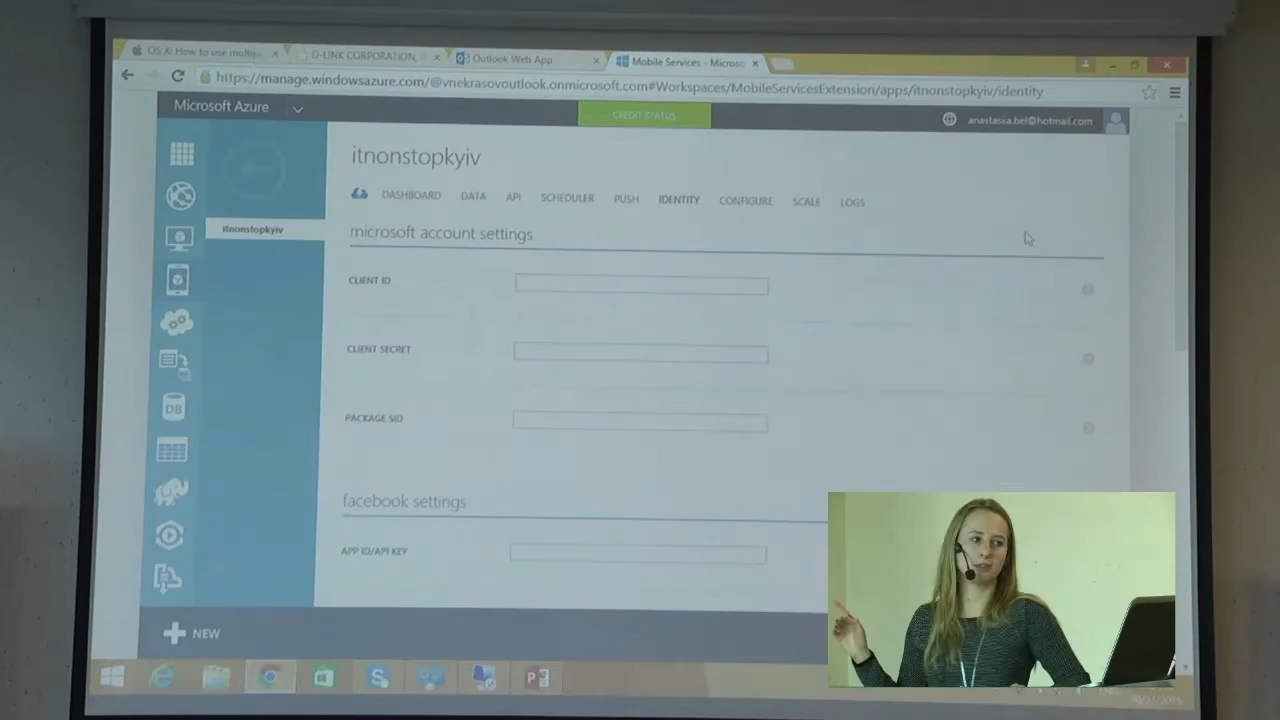 OS X: How to use multip
D-LINK CORPORATION,
Outlook Web App
Mobile Services - Microso
https://manage.windowsazure.com/@vnekrasovoutlook.onmicrosoft.com#Workspaces/MobileServicesExtension/apps/itnonstopkyiv/identity
Microsoft Azure
CREDIT STATUS
anastasiia.bel@hotmail.com
itnonstopkyiv
DASHBOARD DATA API SCHEDULER PUSH IDENTITY CONFIGURE SCALE LOGS
itnonstopkyiv
microsoft account settings
CLIENT ID
CLIENT SECRET
PACKAGE SID
DB
facebook settings
APP ID/API KEY
NEW